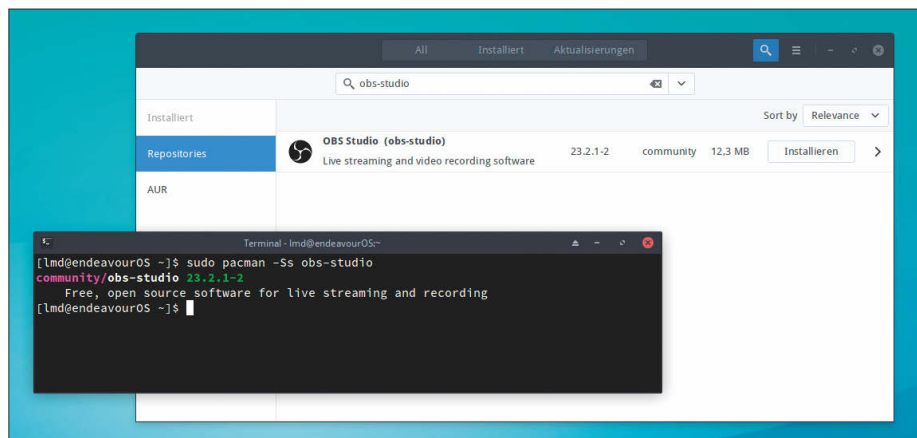 All Installiert Aktualisierungen
obs-studio
Installiert
Sort by Relevance
Repositories
OBS Studio (obs-studio)
Live streaming and video recording software
23.2.1-2 community 12,3 MB Installieren
AUR
Terminal - lmd@endeavourOS:~
[lmd@endeavourOS ~]$ sudo pacman -Ss obs-studio
community/obs-studio 23.2.1-2
Free, open source software for live streaming and recording
[lmd@endeavourOS ~]$